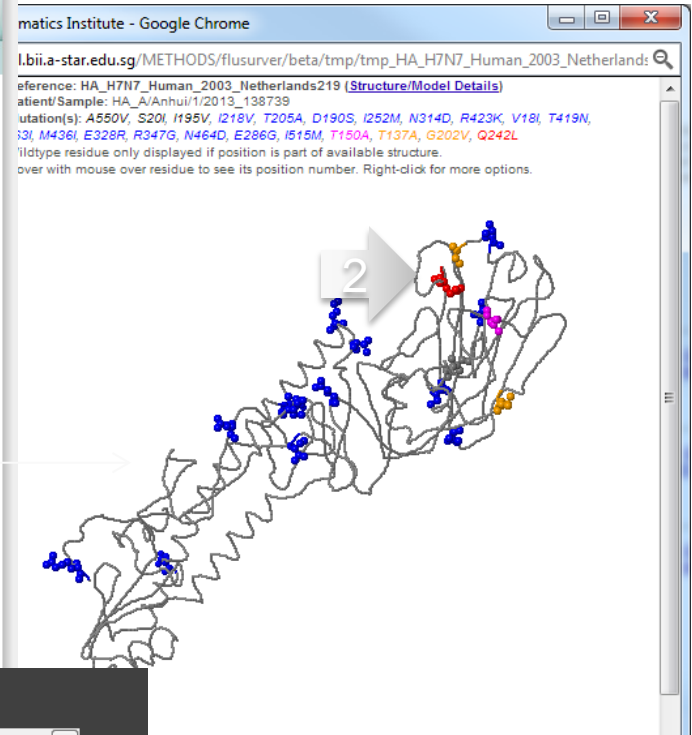 matics Institute - Google Chrome
l.bii.a-star.edu.sg/METHODS/flusurver/beta/tmp/tmp_HA_H7N7_Human_2003_Netherlands
eference: HA_H7N7_Human_2003_Netherlands219 (Structure/Model Details)
atient/Sample: HA_A/Anhui/1/2013_138739
utation(s): A550V, S20I, I195V, I218V, T205A, D190S, I252M, N314D, R423K, V18I, T419N,
S3I, M436I, E328R, R347G, N464D, E286G, I515M, T150A, T137A, G202V, Q242L
ildtype residue only displayed if position is part of available structure.
over with mouse over residue to see its position number. Right-click for more options.
2